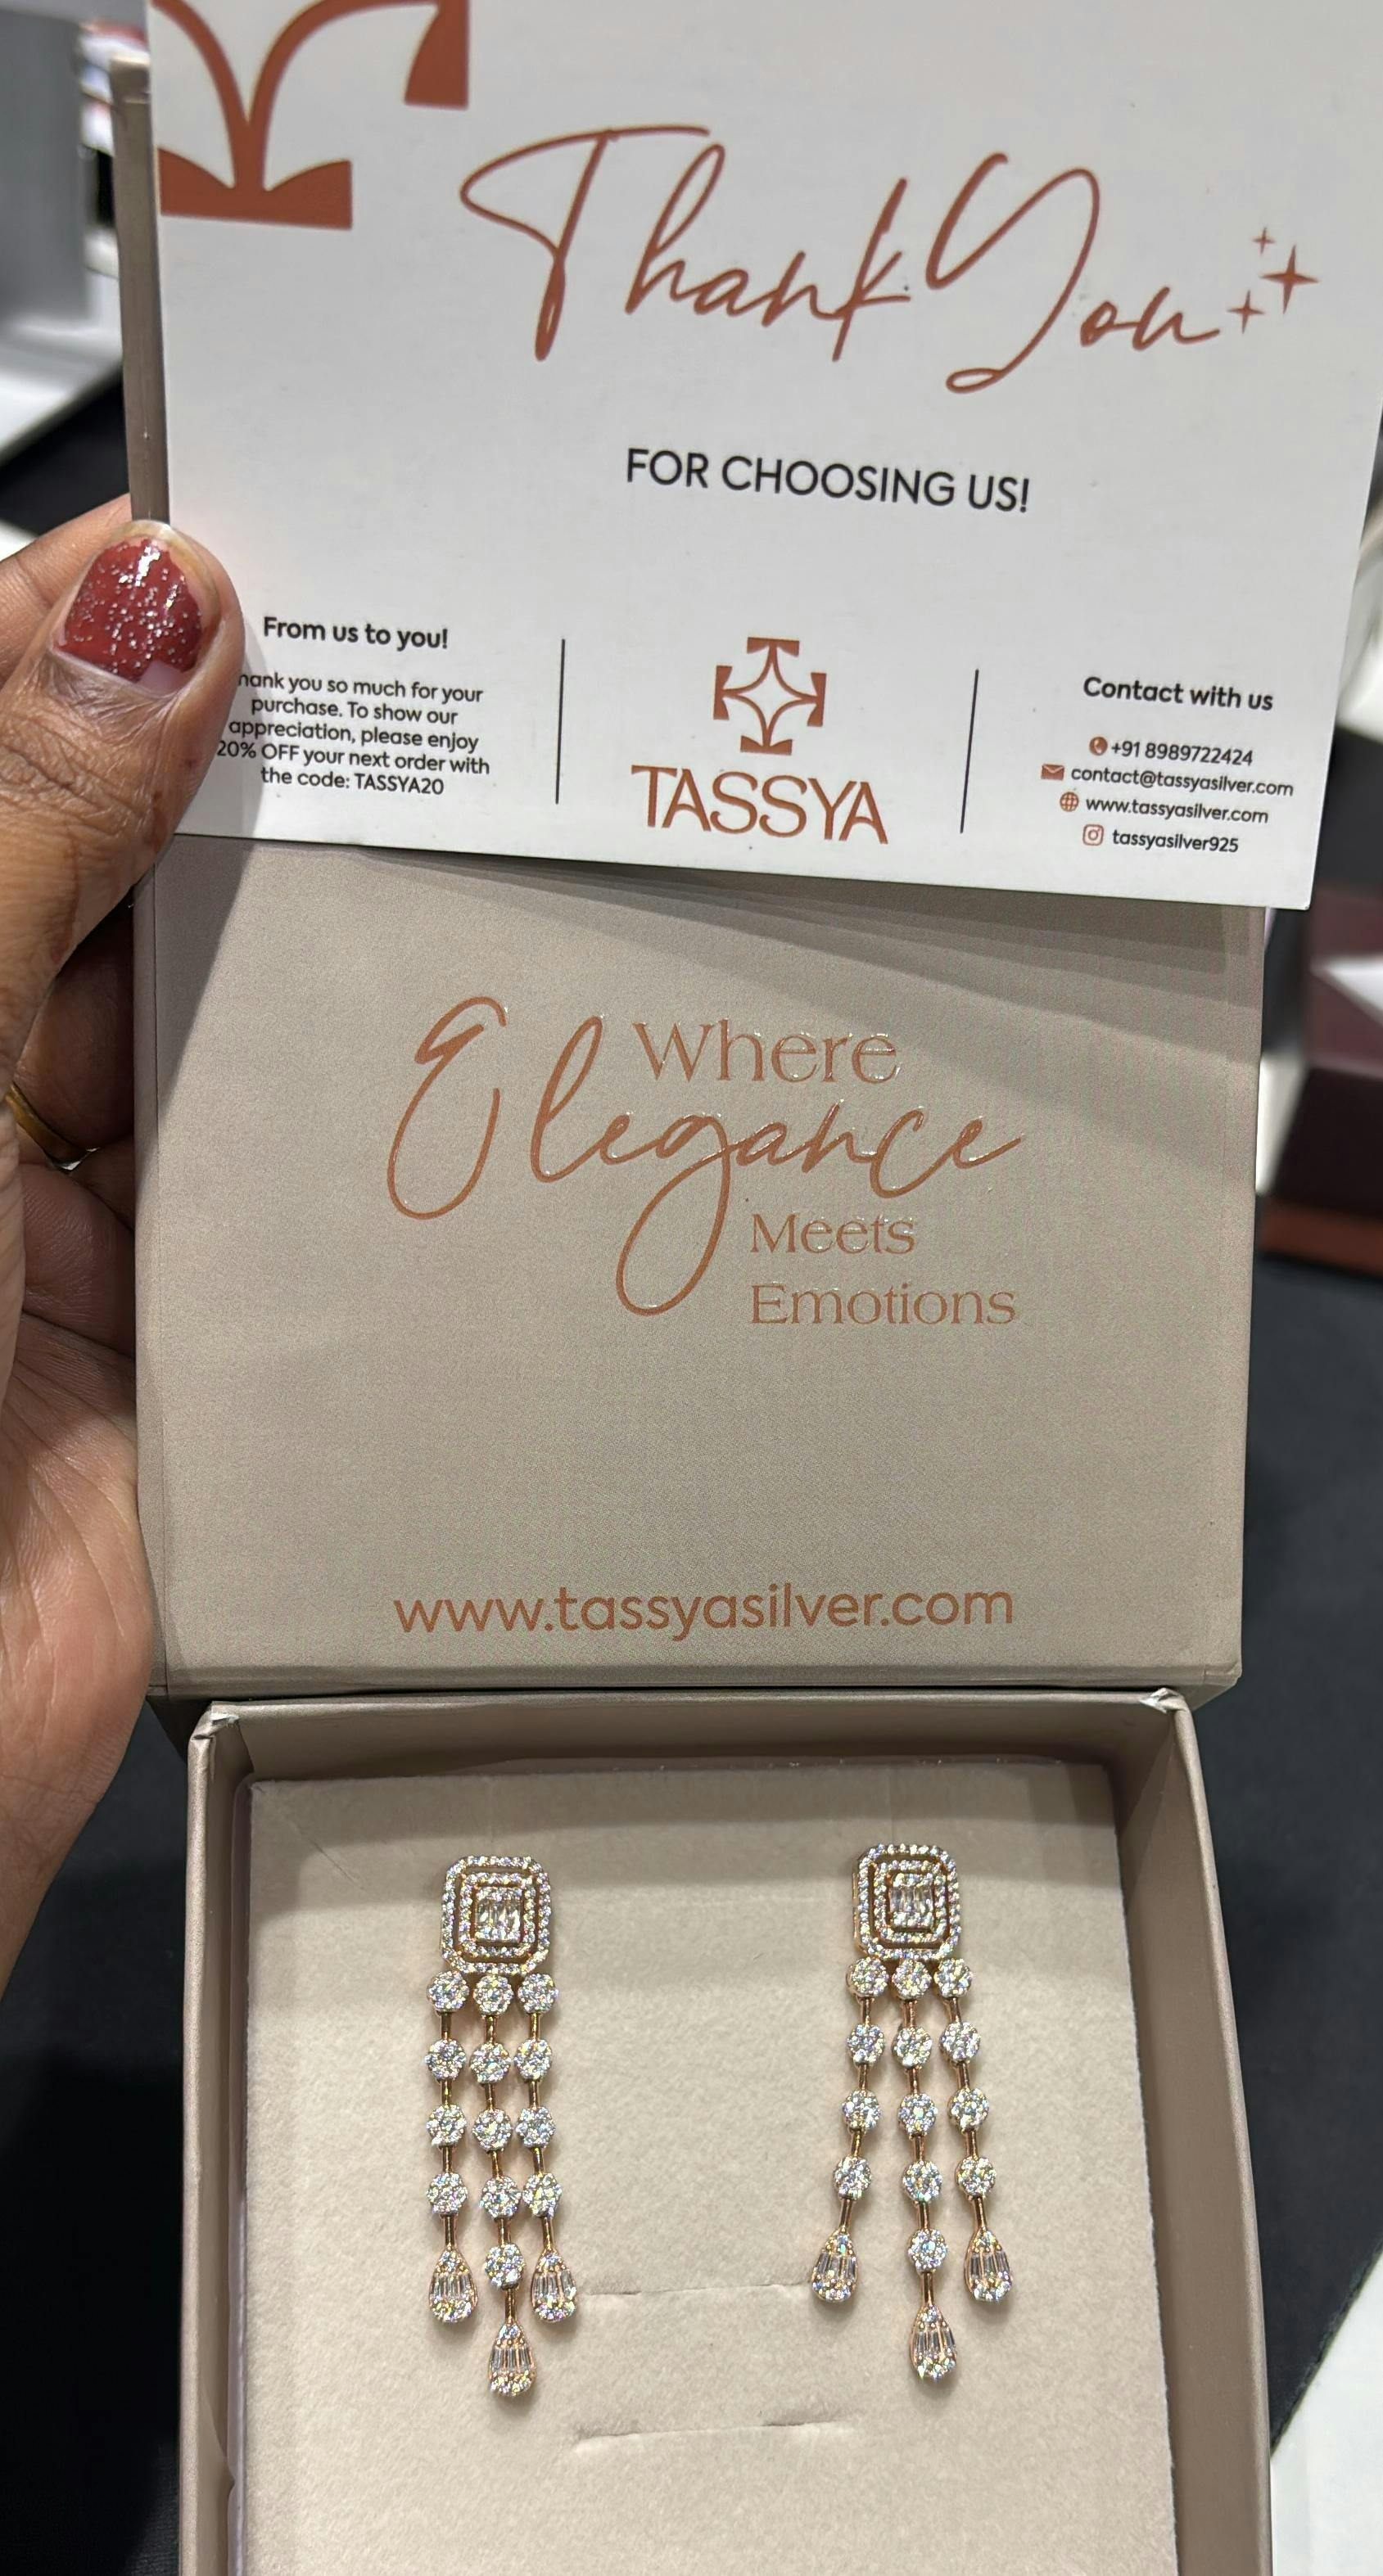 Thank You
FOR CHOOSING US!
From us to you!
you so much for your
purchase. To show our
appreciation, please enjoy
20% OFF your next order with
the code: TASSYA20
TASSYA
Contact with us
+91 8989722424
contact@tassyasilver.com
www.tassyasilver.com
tassyasilver925
Where
Elegance
Meets
Emotions
www.tassyasilver.com